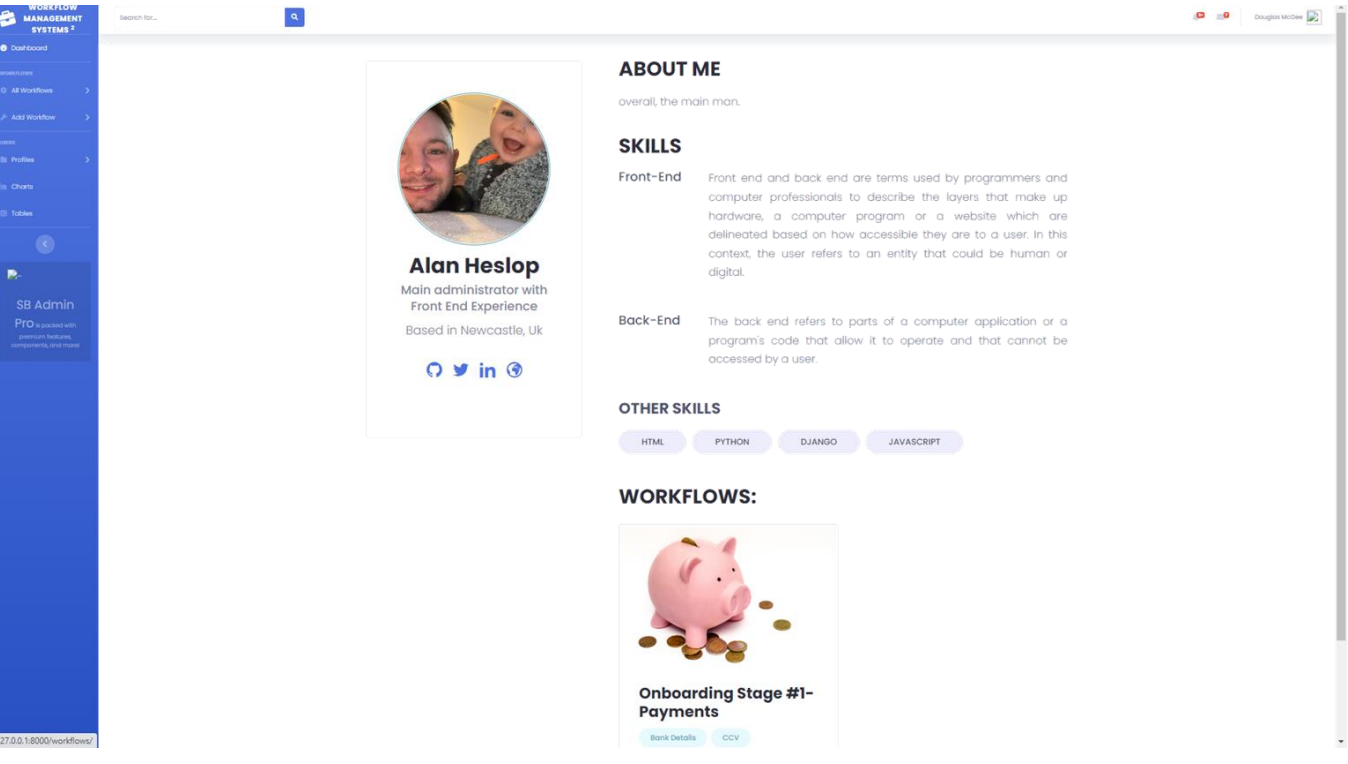 WORKFLOW
MANAGEMENT
SYSTEMS 2
Dashboard
All Workflows
Add Workflow
Profiles
Charts
Tables
SB Admin
Pro is packed with
premium features,
components, and more!
27.0.0.1:8000/workflows/
Search for...
Douglas McGee
Alan Heslop
Main administrator with
Front End Experience
Based in Newcastle, Uk
ABOUT ME
overall, the main man.
SKILLS
Front-End
Front end and back end are terms used by programmers and
computer professionals to describe the layers that make up
hardware, a computer program or a website which are
delineated based on how accessible they are to a user. In this
context, the user refers to an entity that could be human or
digital.
Back-End
The back end refers to parts of a computer application or a
program's code that allow it to operate and that cannot be
accessed by a user.
OTHER SKILLS
HTML PYTHON DJANGO JAVASCRIPT
WORKFLOWS:
Onboarding Stage #1-
Payments
Bank Details CCV